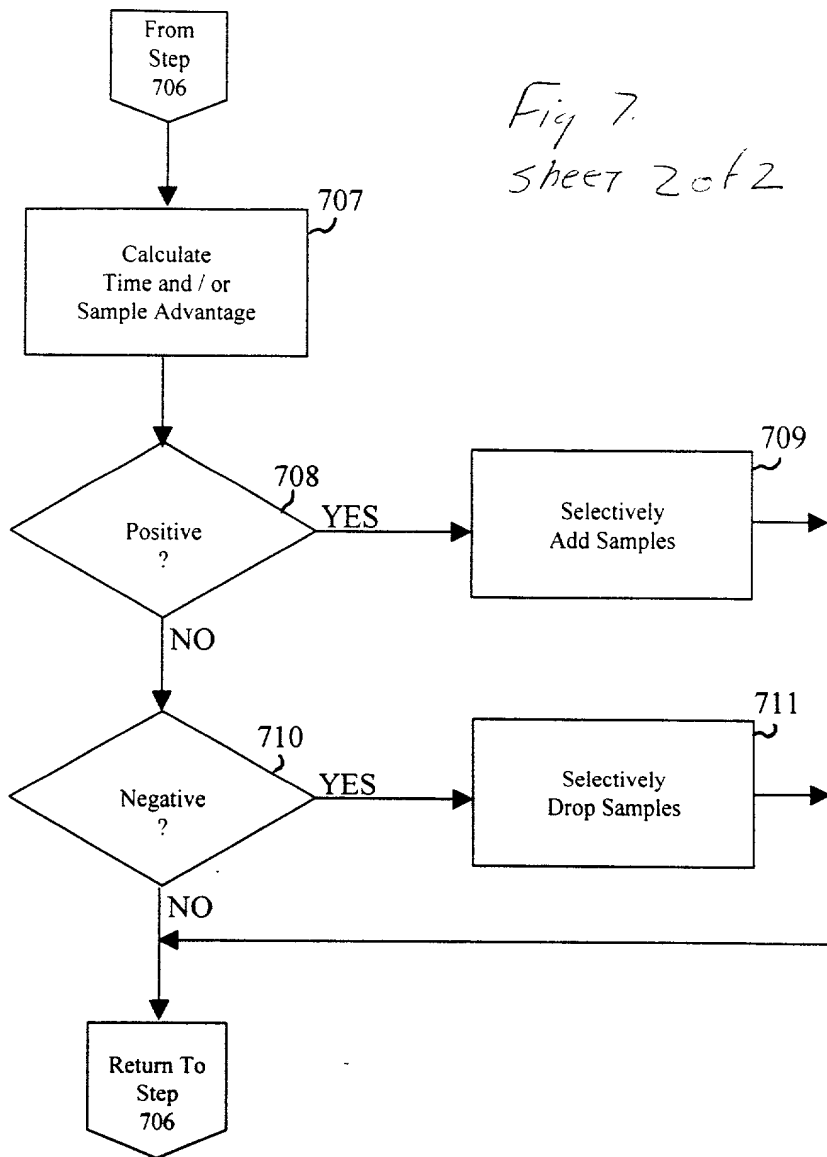 From
Step
706
Fig 7.
sheet 2 of 2
707
Calculate
Time and / or
Sample Advantage
708
Positive
?
YES
709
Selectively
Add Samples
NO
710
Negative
?
YES
711
Selectively
Drop Samples
NO
Return To
Step
706